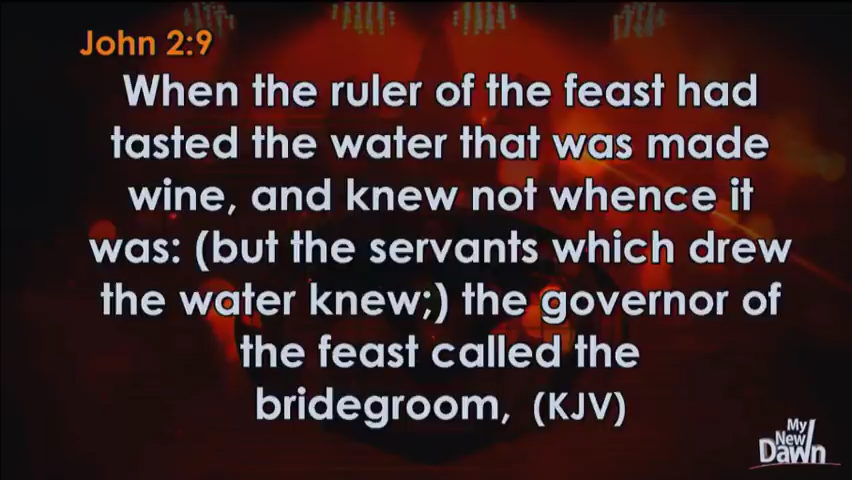 John 2:9
When the ruler of the feast had
tasted the water that was made
wine, and knew not whence it
was: (but the servants which drew
the water knew;) the governor of
the feast called the
bridegroom, (KJV)
My
New
Dawn